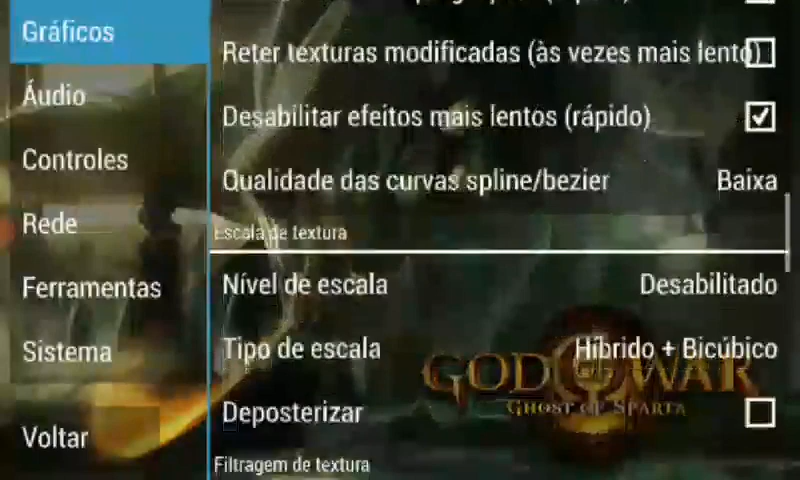 Gráficos
Áudio
Controles
Rede
Ferramentas
Sistema
Voltar
Reter texturas modificadas (às vezes mais lento)
Desabilitar efeitos mais lentos (rápido)
Qualidade das curvas spline/bezier Baixa
Escala de textura
Nível de escala Desabilitado
Tipo de escala Híbrido + Bicúbico
Deposterizar
Filtragem de textura
GOD OF WAR
GHOST OF SPARTA